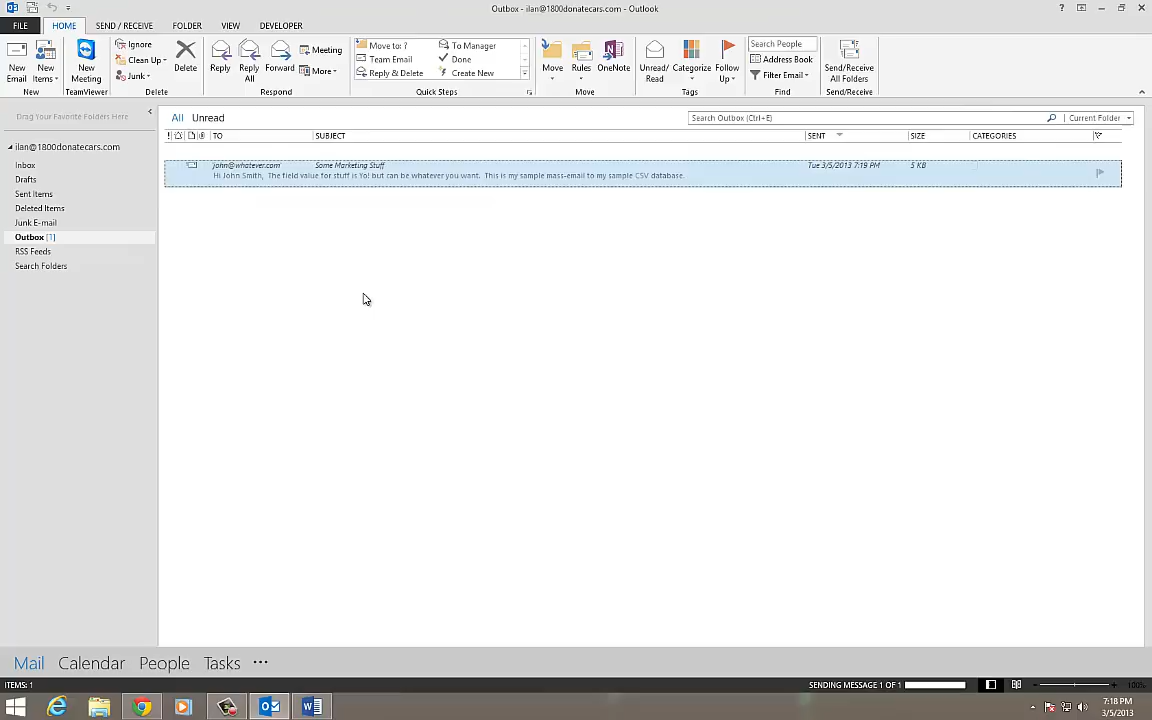 Outbox - ilan@1800donatecars.com - Outlook
FILE HOME SEND / RECEIVE FOLDER VIEW DEVELOPER
New Email
New Items
New
New Meeting
TeamViewer
Ignore
Clean Up
Junk
Delete
Delete
Reply
Reply All
Forward
Meeting
More
Respond
Move to: ?
Team Email
Reply & Delete
To Manager
Done
Create New
Quick Steps
Move
Rules
OneNote
Move
Unread/ Read
Categorize
Follow Up
Tags
Search People
Address Book
Filter Email
Find
Send/Receive All Folders
Send/Receive
Drag Your Favorite Folders Here
ilan@1800donatecars.com
Inbox
Drafts
Sent Items
Deleted Items
Junk E-mail
Outbox [1]
RSS Feeds
Search Folders
All Unread
Search Outbox (Ctrl+E)
Current Folder
! TO SUBJECT SENT SIZE CATEGORIES
john@whatever.com Some Marketing Stuff Tue 3/5/2013 7:19 PM 5 KB
Hi John Smith, The field value for stuff is Yo! but can be whatever you want. This is my sample mass-email to my sample CSV database.
Mail Calendar People Tasks ...
ITEMS: 1
SENDING MESSAGE 1 OF 1
100%
7:18 PM
3/5/2013